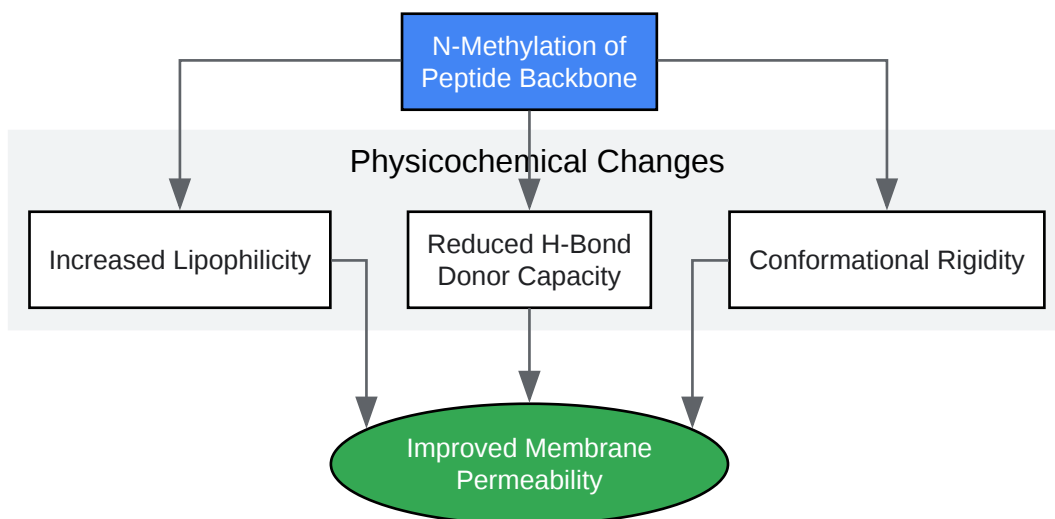 N-Methylation of
Peptide Backbone
Physicochemical Changes
Increased Lipophilicity
Reduced H-Bond
Donor Capacity
Conformational Rigidity
Improved Membrane
Permeability